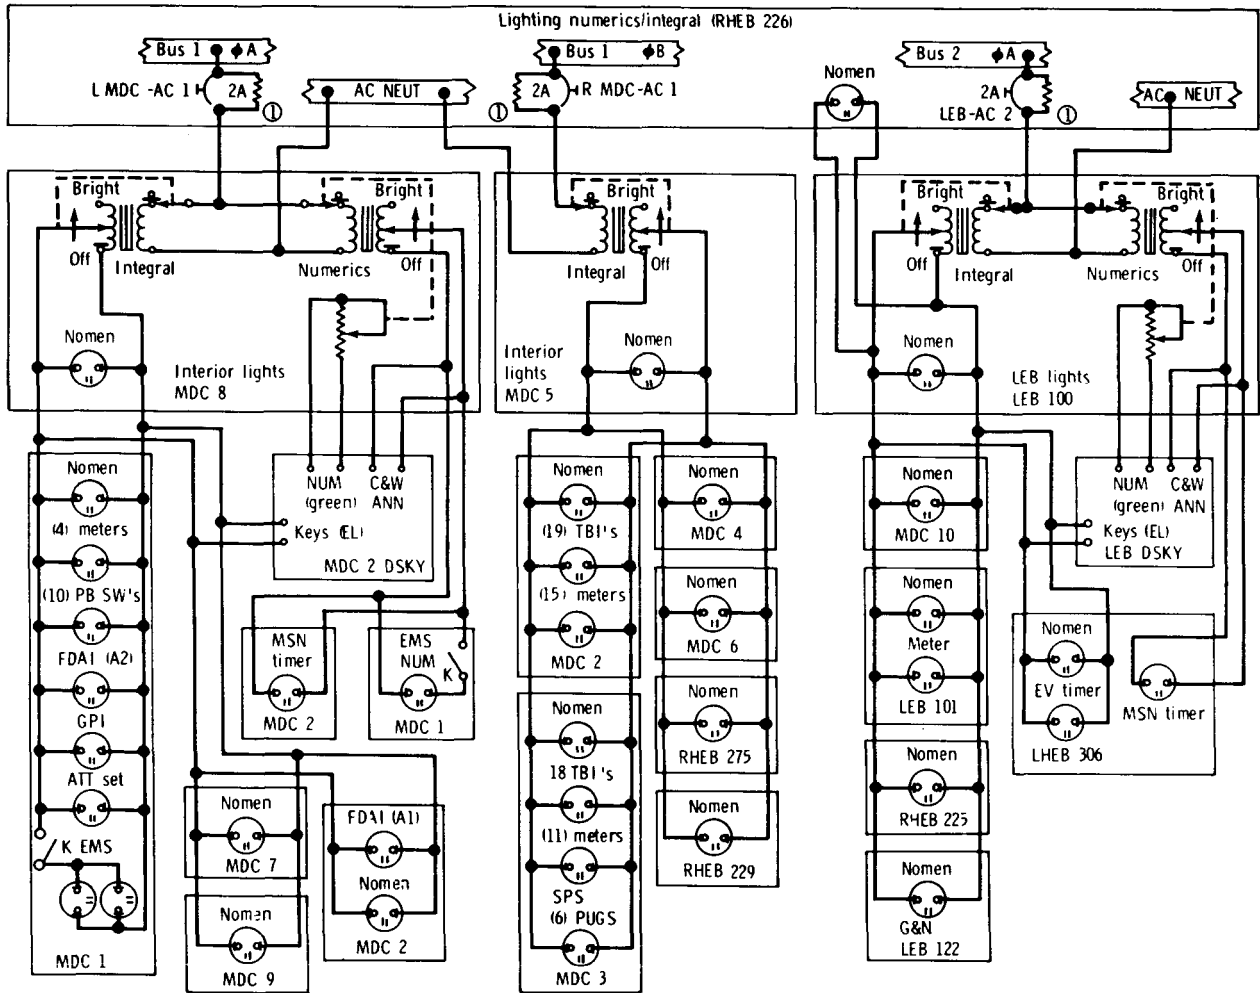 Lighting numerics/integral (RHEB 226)
Bus 1 ϕA
Bus 1 ϕB
Bus 2 ϕA
Nomen
L MDC -AC 1
2A
AC NEUT
2A
R MDC-AC 1
2A
AC NEUT
①
①
LEB-AC 2
①
Bright
Bright
Bright
Bright
Bright
Off
Integral
Numerics
Off
Integral
Off
Off
Integral
Numerics
Off
Nomen
Interior lights
MDC 8
Interior
lights
MDC 5
Nomen
Nomen
LEB lights
LEB 100
Nomen
(4) meters
(10) PB SW's
FDAI (A2)
GPI
ATT set
K EMS
MDC 1
NUM
(green)
C&W
ANN
Keys (EL)
MDC 2 DSKY
MSN
timer
MDC 2
EMS
NUM
K
MDC 1
Nomen
MDC 7
Nomen
MDC 9
FDAI (A1)
Nomen
MDC 2
Nomen
(19) TBI's
(15) meters
MDC 2
Nomen
18 TBI's
(11) meters
SPS
(6) PUGS
MDC 3
Nomen
MDC 4
Nomen
MDC 6
Nomen
RHEB 275
Nomen
RHEB 229
Nomen
MDC 10
Nomen
Meter
LEB 101
Nomen
RHEB 225
Nomen
G&N
LEB 122
NUM
(green)
C&W
ANN
Keys (EL)
LEB DSKY
Nomen
EV timer
LHEB 306
MSN timer